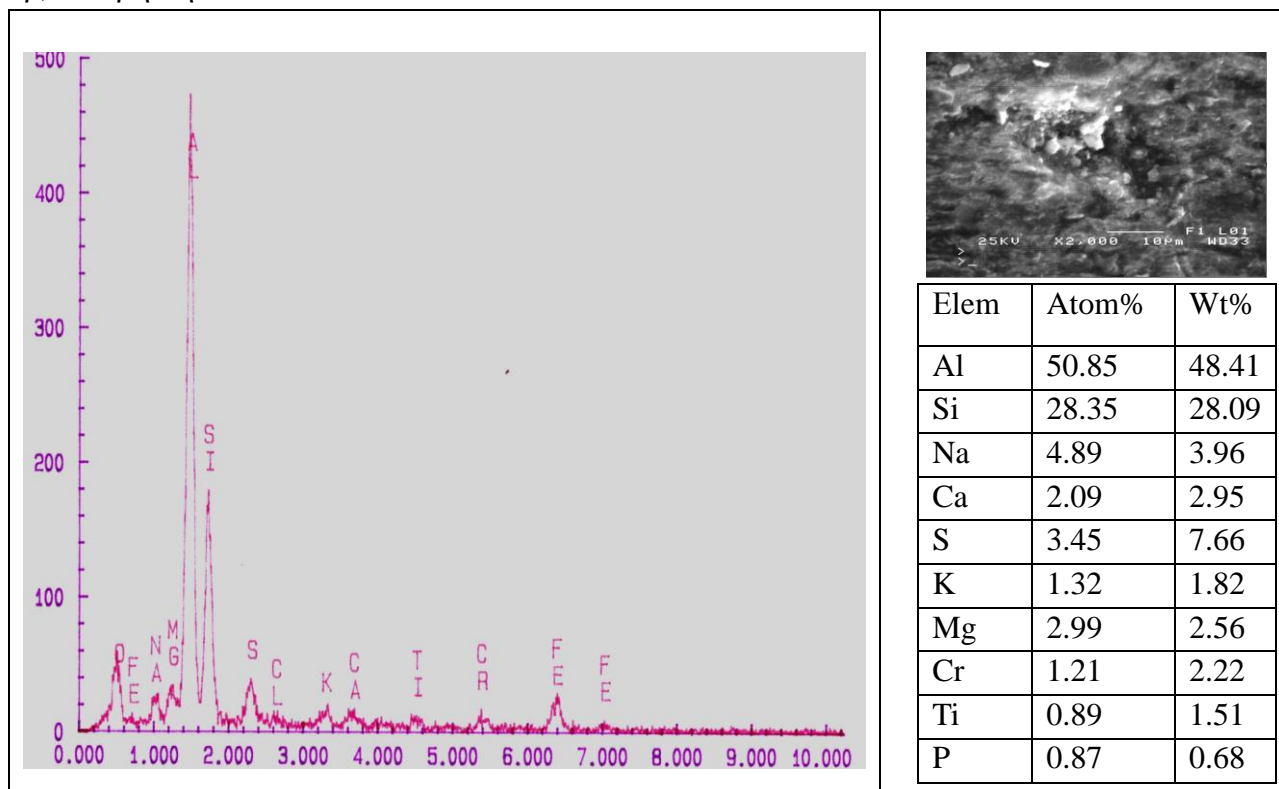 500
400
300
200
100
0
0.000 1.000 2.000 3.000 4.000 5.000 6.000 7.000 8.000 9.000 10.000
O
FE
NA
MG
AL
SI
S
CL
K
CA
TI
CR
FE
FE
25KV X2,000 10µm WD33
F1 L01
>
>_
Elem Atom% Wt%
Al 50.85 48.41
Si 28.35 28.09
Na 4.89 3.96
Ca 2.09 2.95
S 3.45 7.66
K 1.32 1.82
Mg 2.99 2.56
Cr 1.21 2.22
Ti 0.89 1.51
P 0.87 0.68